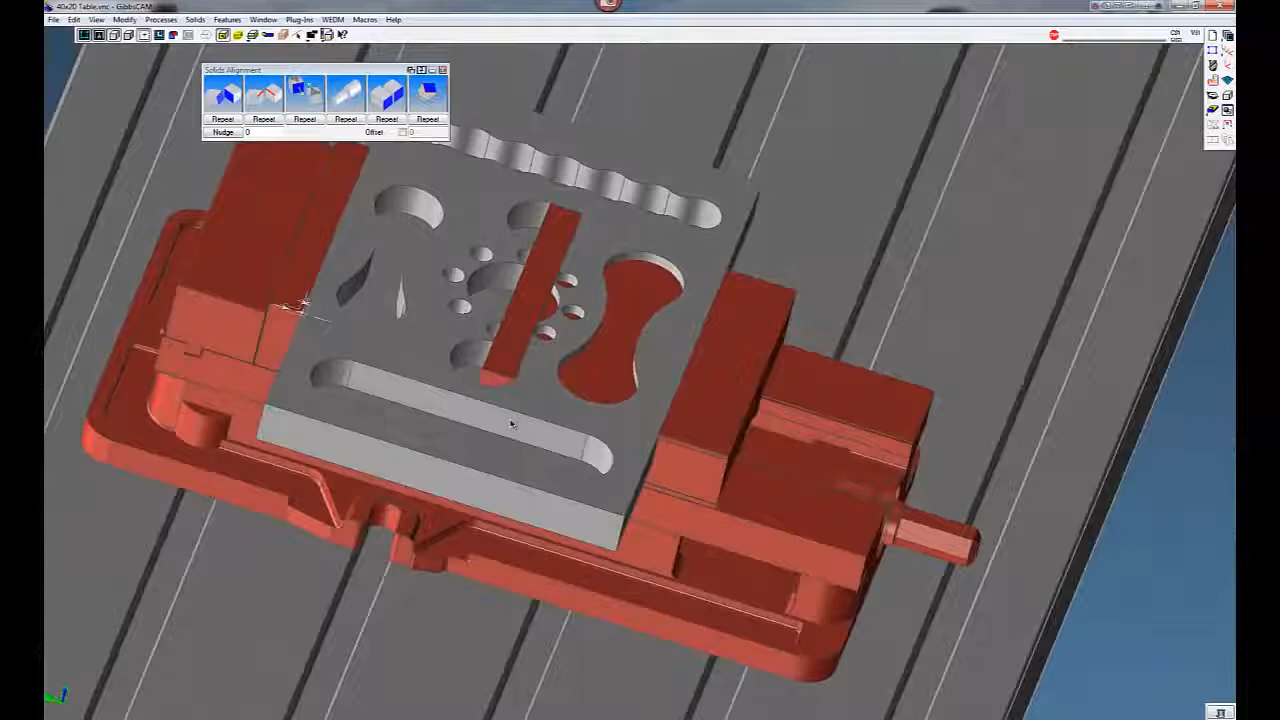 40x20 Table.vnc - GibbsCAM
File Edit View Modify Processes Solids Features Window Plug-Ins WEDM Macros Help
Solids Alignment
Repeat Repeat Repeat Repeat Repeat Repeat
Nudge 0 Offset 0